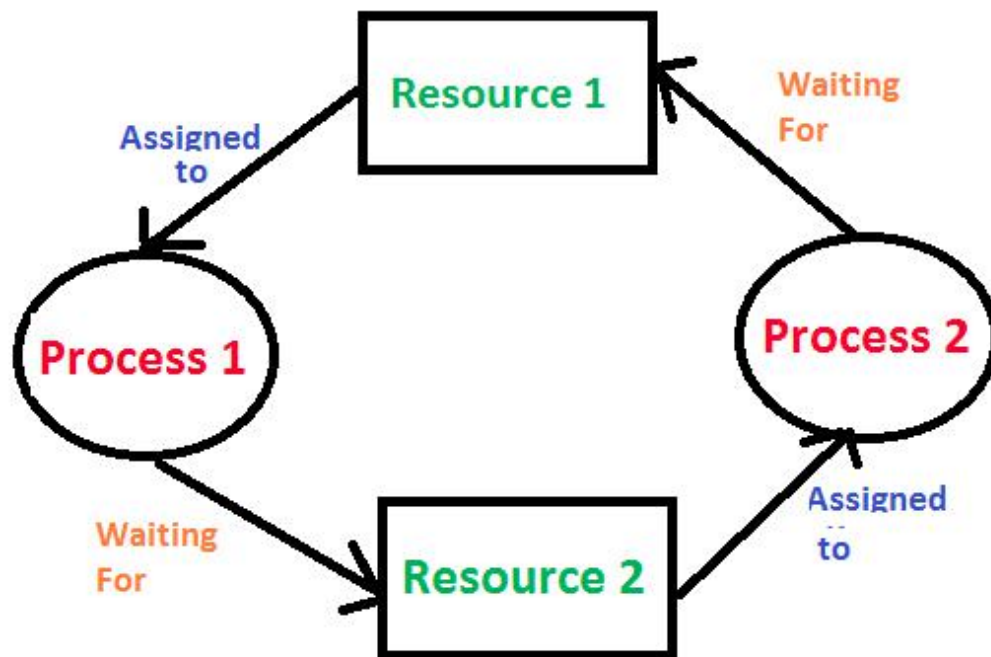 Resource 1
Waiting
For
Assigned
to
Process 1
Process 2
Waiting
For
Assigned
to
Resource 2